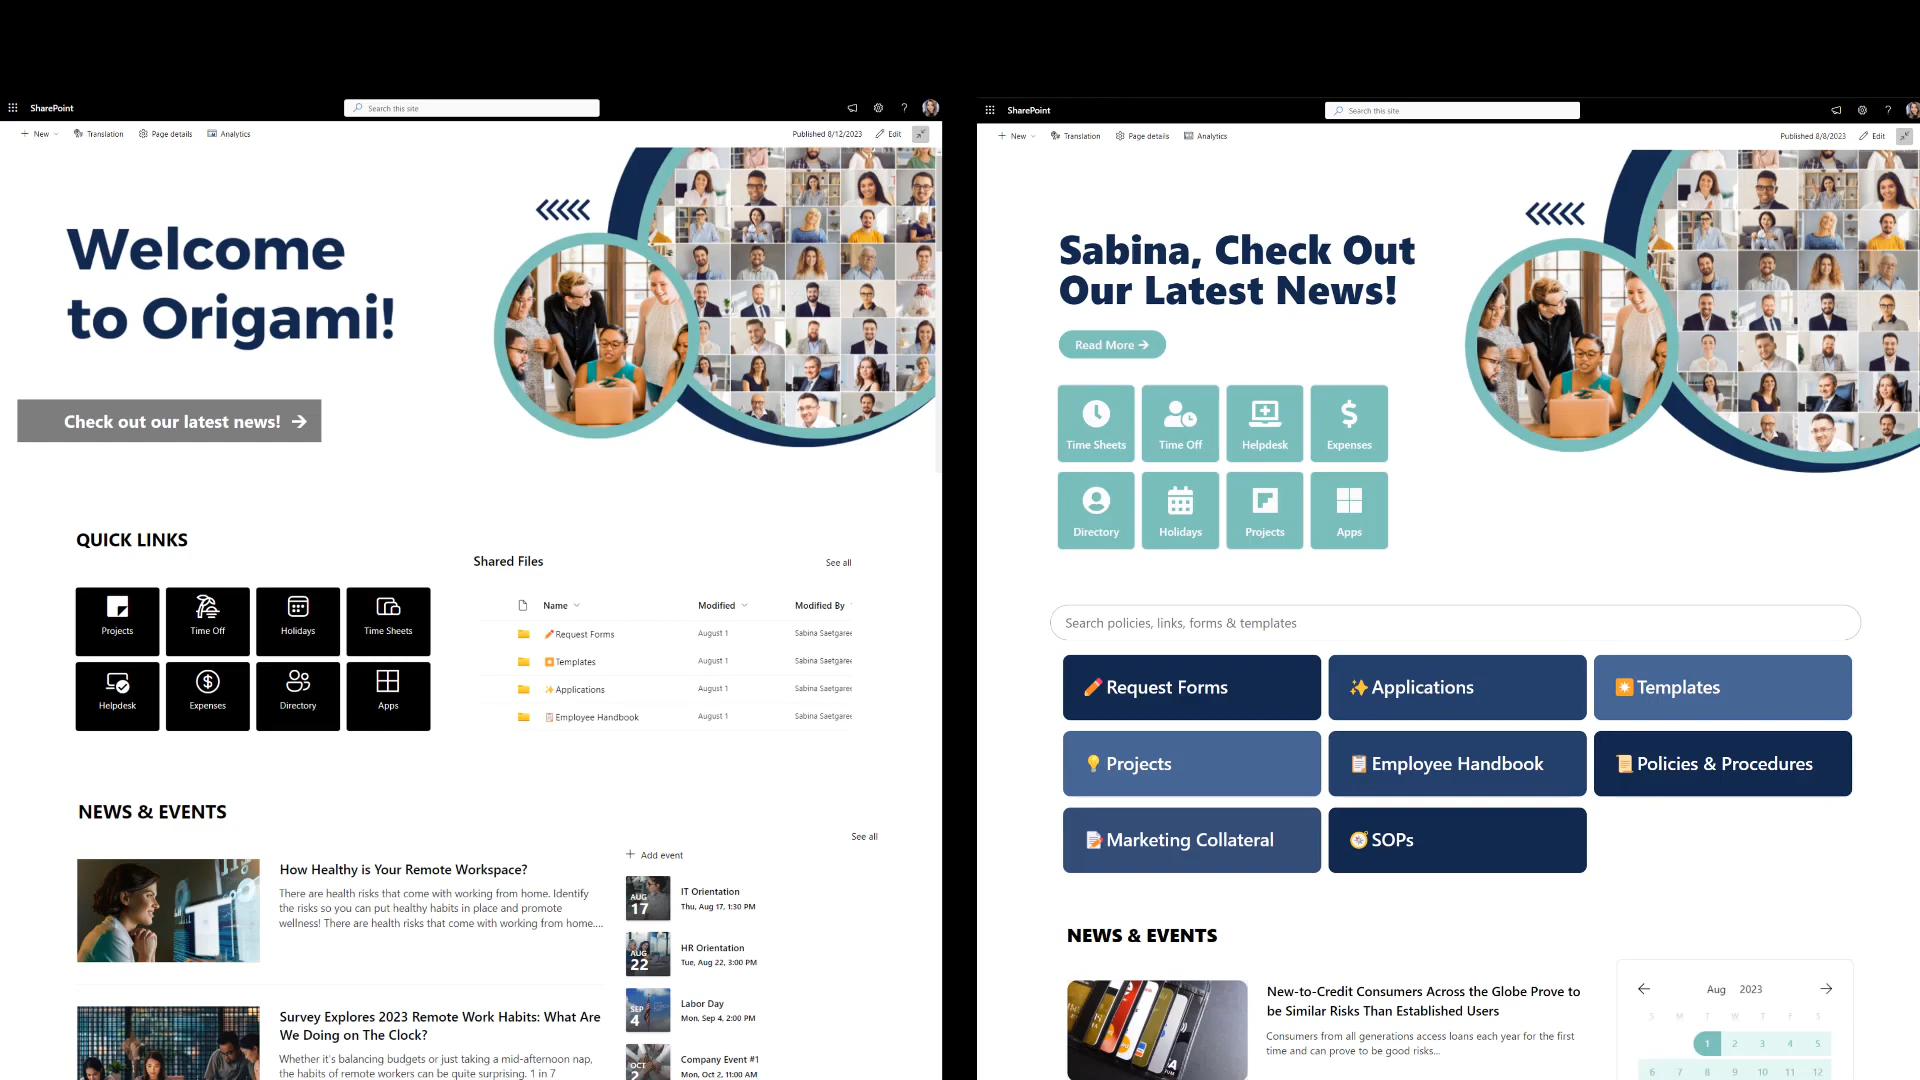 SharePoint
Search this site
?
New
Translation
Page details
Analytics
Published 8/12/2023
Edit
Welcome
to Origami!
Check out our latest news! →
QUICK LINKS
Projects
Time Off
Holidays
Time Sheets
Helpdesk
Expenses
Directory
Apps
Shared Files
See all
Name
Modified
Modified By
Request Forms
August 1
Sabina Saetgaree
Templates
August 1
Sabina Saetgaree
Applications
August 1
Sabina Saetgaree
Employee Handbook
August 1
Sabina Saetgaree
NEWS & EVENTS
See all
How Healthy is Your Remote Workspace?
There are health risks that come with working from home. Identify
the risks so you can put healthy habits in place and promote
wellness! There are health risks that come with working from home....
Survey Explores 2023 Remote Work Habits: What Are
We Doing on The Clock?
Whether it's balancing budgets or just taking a mid-afternoon nap,
the habits of remote workers can be quite surprising. 1 in 7
+ Add event
AUG
17
IT Orientation
Thu, Aug 17, 1:30 PM
AUG
22
HR Orientation
Tue, Aug 22, 3:00 PM
SEP
4
Labor Day
Mon, Sep 4, 2:00 PM
OCT
2
Company Event #1
Mon, Oct 2, 11:00 AM
SharePoint
Search this site
?
New
Translation
Page details
Analytics
Published 8/8/2023
Edit
Sabina, Check Out
Our Latest News!
Read More →
Time Sheets
Time Off
Helpdesk
Expenses
Directory
Holidays
Projects
Apps
Search policies, links, forms & templates
Request Forms
Applications
Templates
Projects
Employee Handbook
Policies & Procedures
Marketing Collateral
SOPs
NEWS & EVENTS
New-to-Credit Consumers Across the Globe Prove to
be Similar Risks Than Established Users
Consumers from all generations access loans each year for the first
time and can prove to be good risks...
← Aug 2023 →
S M T W T F S
1 2 3 4 5
6 7 8 9 10 11 12